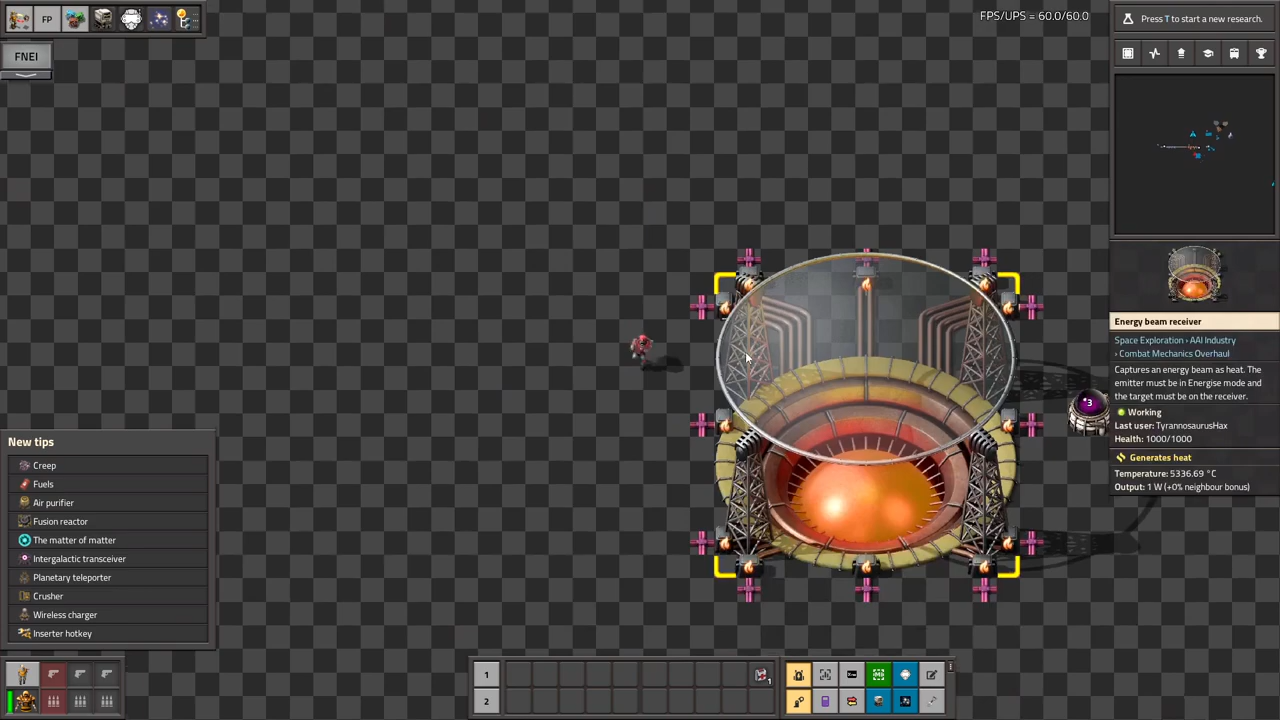 FP
FPS/UPS = 60.0/60.0
Press T to start a new research.
FNEI
Energy beam receiver
Space Exploration › AAI Industry
› Combat Mechanics Overhaul
Captures an energy beam as heat. The
emitter must be in Energise mode and
the target must be on the receiver.
Working
Last user: TyrannosaurusHax
Health: 1000/1000
Generates heat
Temperature: 5336.69 °C
Output: 1 W (+0% neighbour bonus)
3
New tips
Creep
Fuels
Air purifier
Fusion reactor
The matter of matter
Intergalactic transceiver
Planetary teleporter
Crusher
Wireless charger
Inserter hotkey
1
1
2